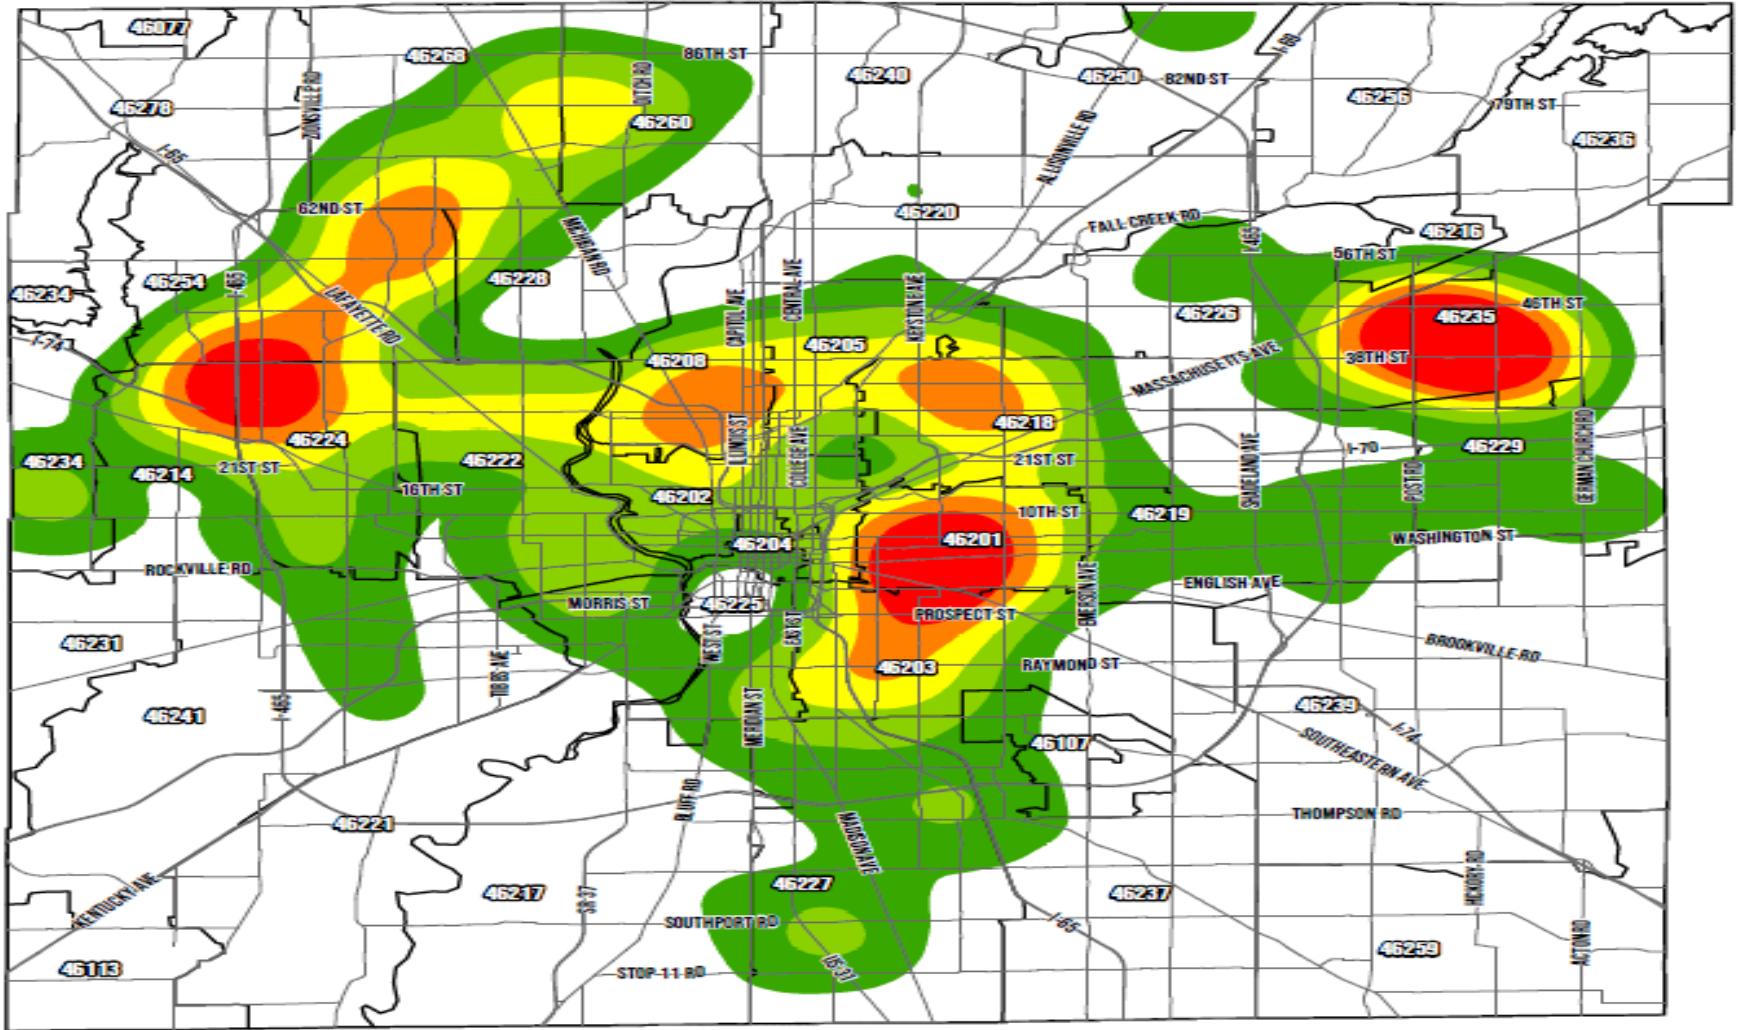 46077
46268
86TH ST
I-69
46240
46250
82ND ST
46278
ZIONSVILLE RD
DITCH RD
46256
79TH ST
46260
46236
I-65
ALLISONVILLE RD
62ND ST
46220
FALL CREEK RD
46216
MICHIGAN RD
I-465
56TH ST
46254
I-465
46228
46234
LAFAYETTE RD
CAPITOL AVE
CENTRAL AVE
KEYSTONE AVE
46226
46TH ST
46235
I-74
46208
46205
38TH ST
MASSACHUSETTS AVE
46224
ILLINOIS ST
COLLEGE AVE
46218
46234
46214
21ST ST
46222
21ST ST
SHADELAND AVE
I-70
POST RD
46229
GERMAN CHURCH RD
16TH ST
46202
10TH ST
46219
46204
46201
WASHINGTON ST
ROCKVILLE RD
MORRIS ST
46225
EAST ST
PROSPECT ST
EMERSON AVE
ENGLISH AVE
46231
WEST ST
BROOKVILLE RD
TIBBS AVE
46203
RAYMOND ST
46241
I-465
MERIDIAN ST
46107
46239
I-74
SOUTHEASTERN AVE
46221
BLUFF RD
MADISON AVE
THOMPSON RD
KENTUCKY AVE
46217
SR 37
46227
46237
HICKORY RD
SOUTHPORT RD
I-65
46259
ACTON RD
46113
STOP 11 RD
US 31